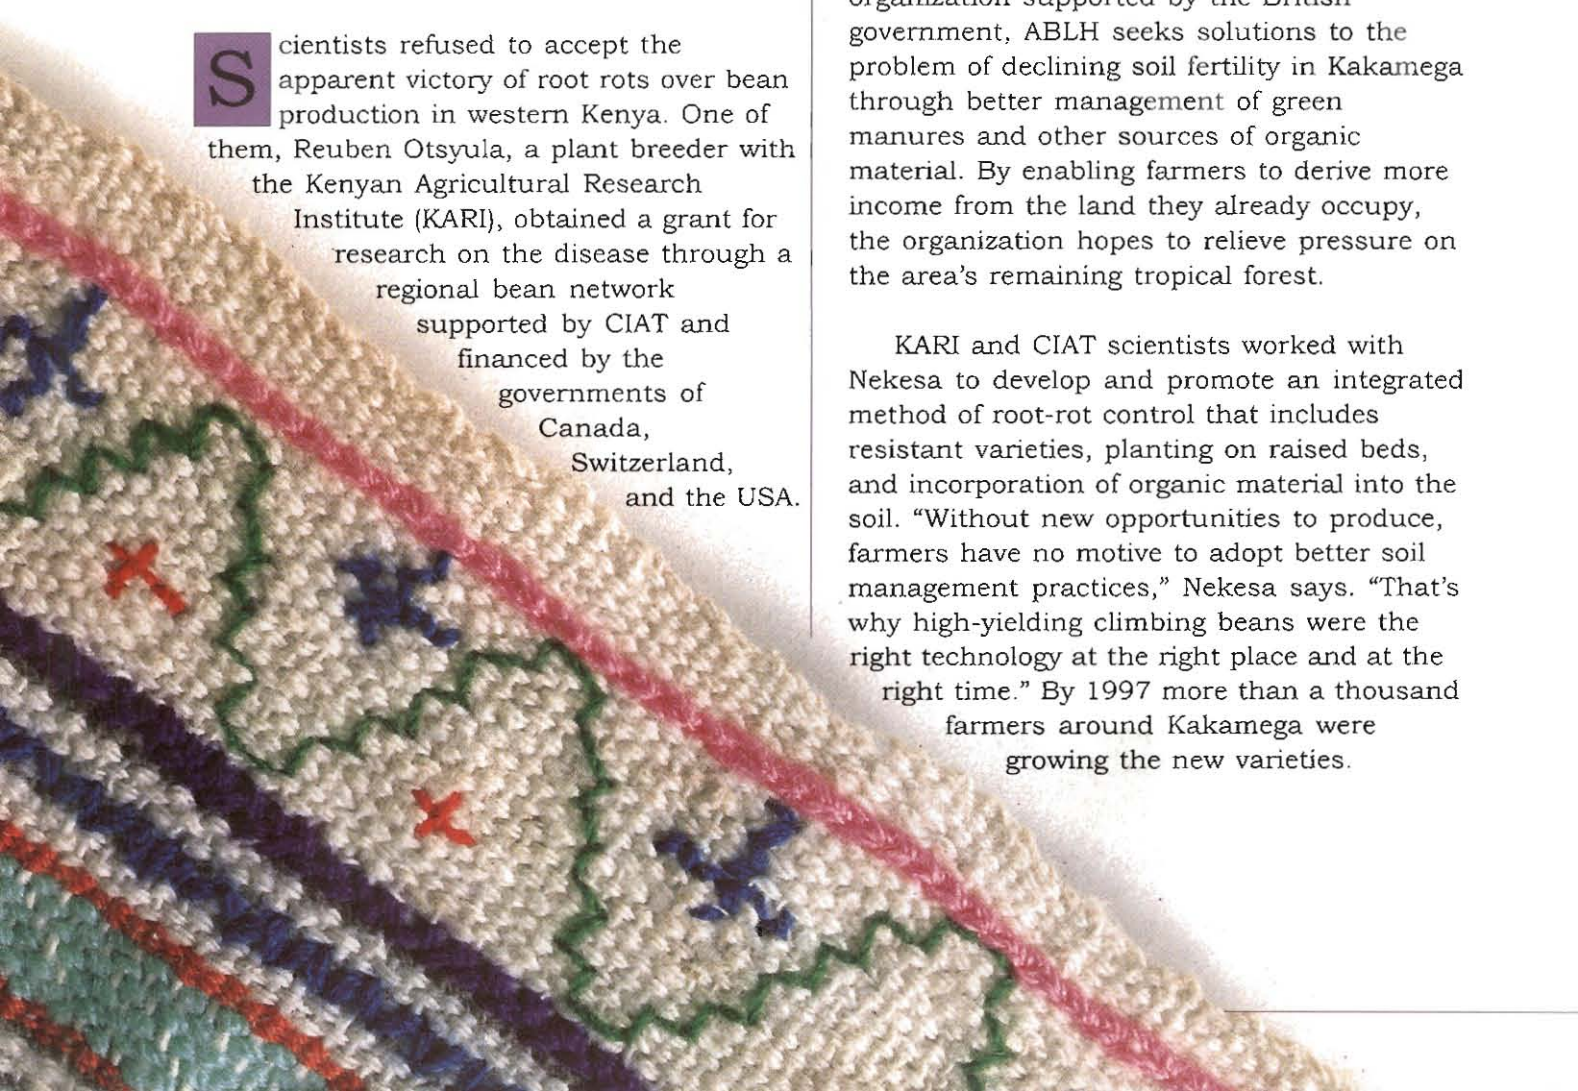 Scientists refused to accept the
apparent victory of root rots over bean
production in western Kenya. One of
them, Reuben Otsyula, a plant breeder with
the Kenyan Agricultural Research
Institute (KARI), obtained a grant for
research on the disease through a
regional bean network
supported by CIAT and
financed by the
governments of
Canada,
Switzerland,
and the USA.
organization supported by the British
government, ABLH seeks solutions to the
problem of declining soil fertility in Kakamega
through better management of green
manures and other sources of organic
material. By enabling farmers to derive more
income from the land they already occupy,
the organization hopes to relieve pressure on
the area's remaining tropical forest.
KARI and CIAT scientists worked with
Nekesa to develop and promote an integrated
method of root-rot control that includes
resistant varieties, planting on raised beds,
and incorporation of organic material into the
soil. “Without new opportunities to produce,
farmers have no motive to adopt better soil
management practices,” Nekesa says. “That's
why high-yielding climbing beans were the
right technology at the right place and at the
right time.” By 1997 more than a thousand
farmers around Kakamega were
growing the new varieties.